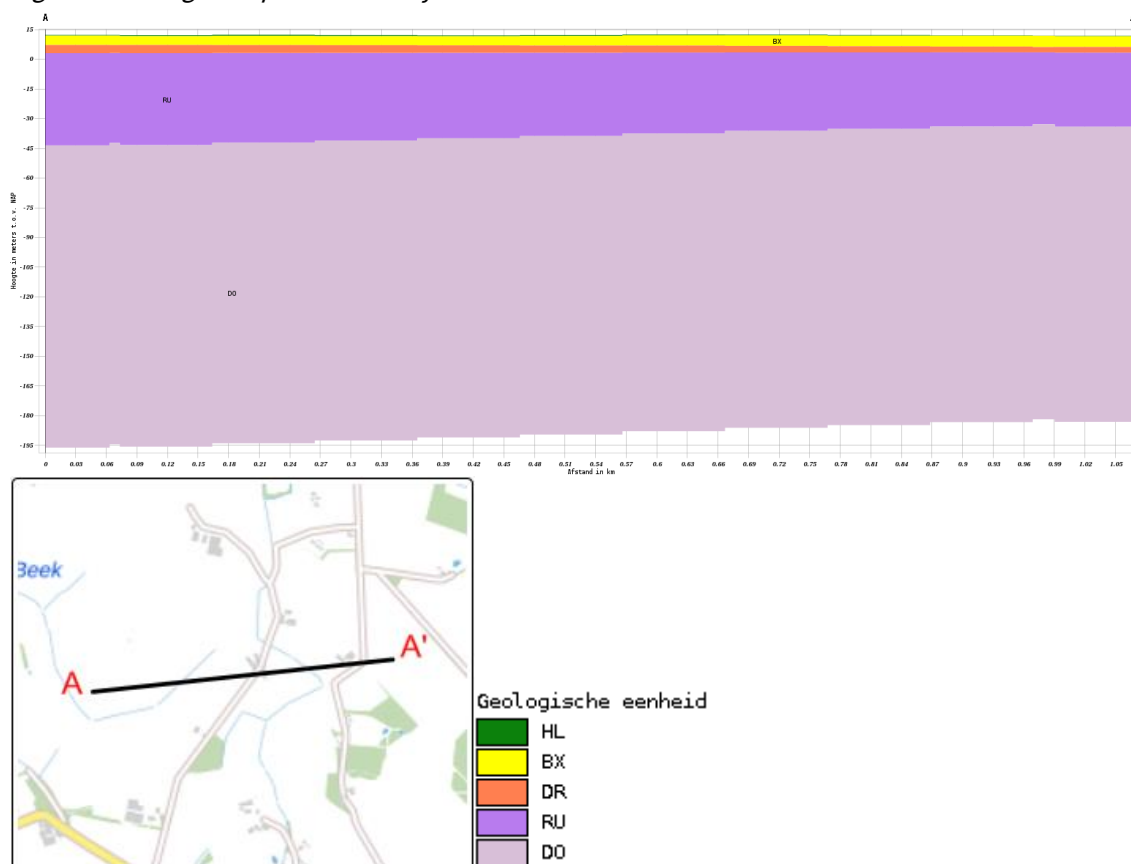 A
15
0
-15
-30
-45
-60
-75
-90
-105
-120
-135
-150
-165
-180
-195
Hoogte in meters t.o.v. NAP
BX
RU
DO
0 0.03 0.06 0.09 0.12 0.15 0.18 0.21 0.24 0.27 0.3 0.33 0.36 0.39 0.42 0.45 0.48 0.51 0.54 0.57 0.6 0.63 0.66 0.69 0.72 0.75 0.78 0.81 0.84 0.87 0.9 0.93 0.96 0.99 1.02 1.05
Afstand in km
Beek
A
A'
Geologische eenheid
HL
BX
DR
RU
DO